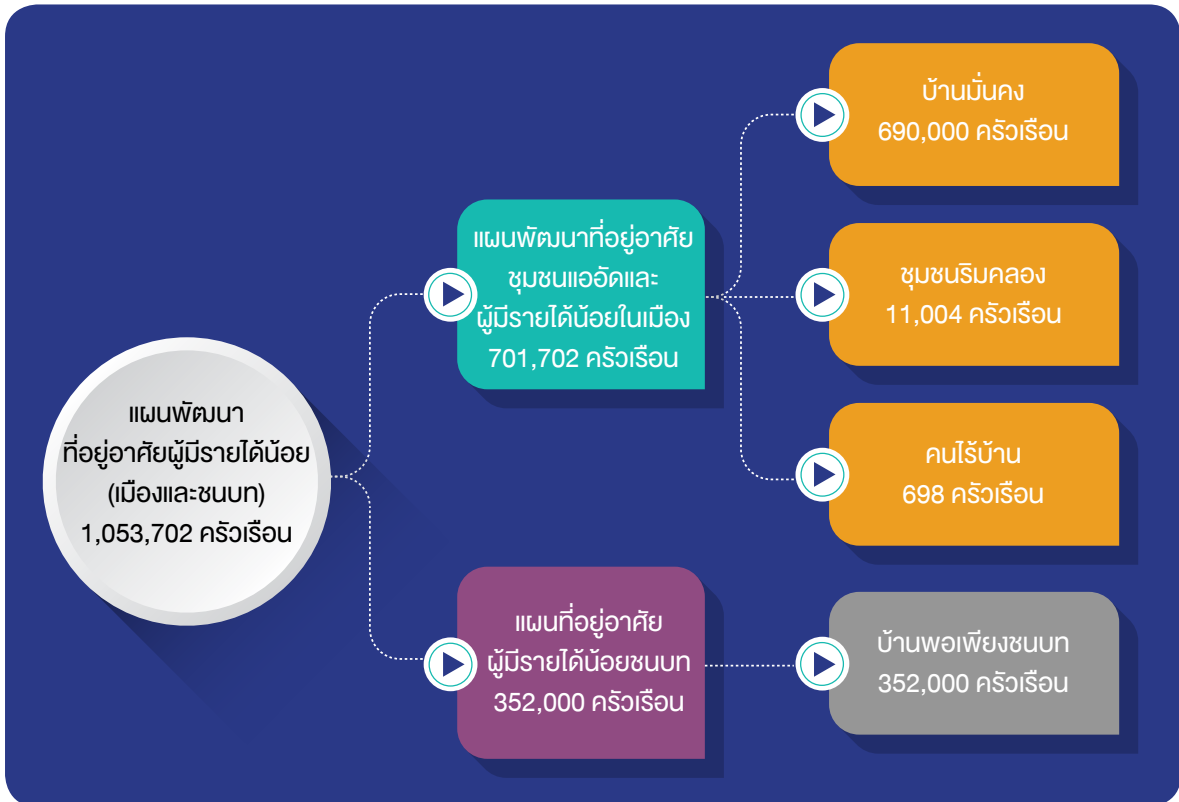 แผนพัฒนา
ที่อยู่อาศัยผู้มีรายได้น้อย
(เมืองและชนบท)
1,053,702 ครัวเรือน
แผนพัฒนาที่อยู่อาศัย
ชุมชนแออัดและ
ผู้มีรายได้น้อยในเมือง
701,702 ครัวเรือน
บ้านมั่นคง
690,000 ครัวเรือน
ชุมชนริมคลอง
11,004 ครัวเรือน
คนไร้บ้าน
698 ครัวเรือน
แผนที่อยู่อาศัย
ผู้มีรายได้น้อยชนบท
352,000 ครัวเรือน
บ้านพอเพียงชนบท
352,000 ครัวเรือน